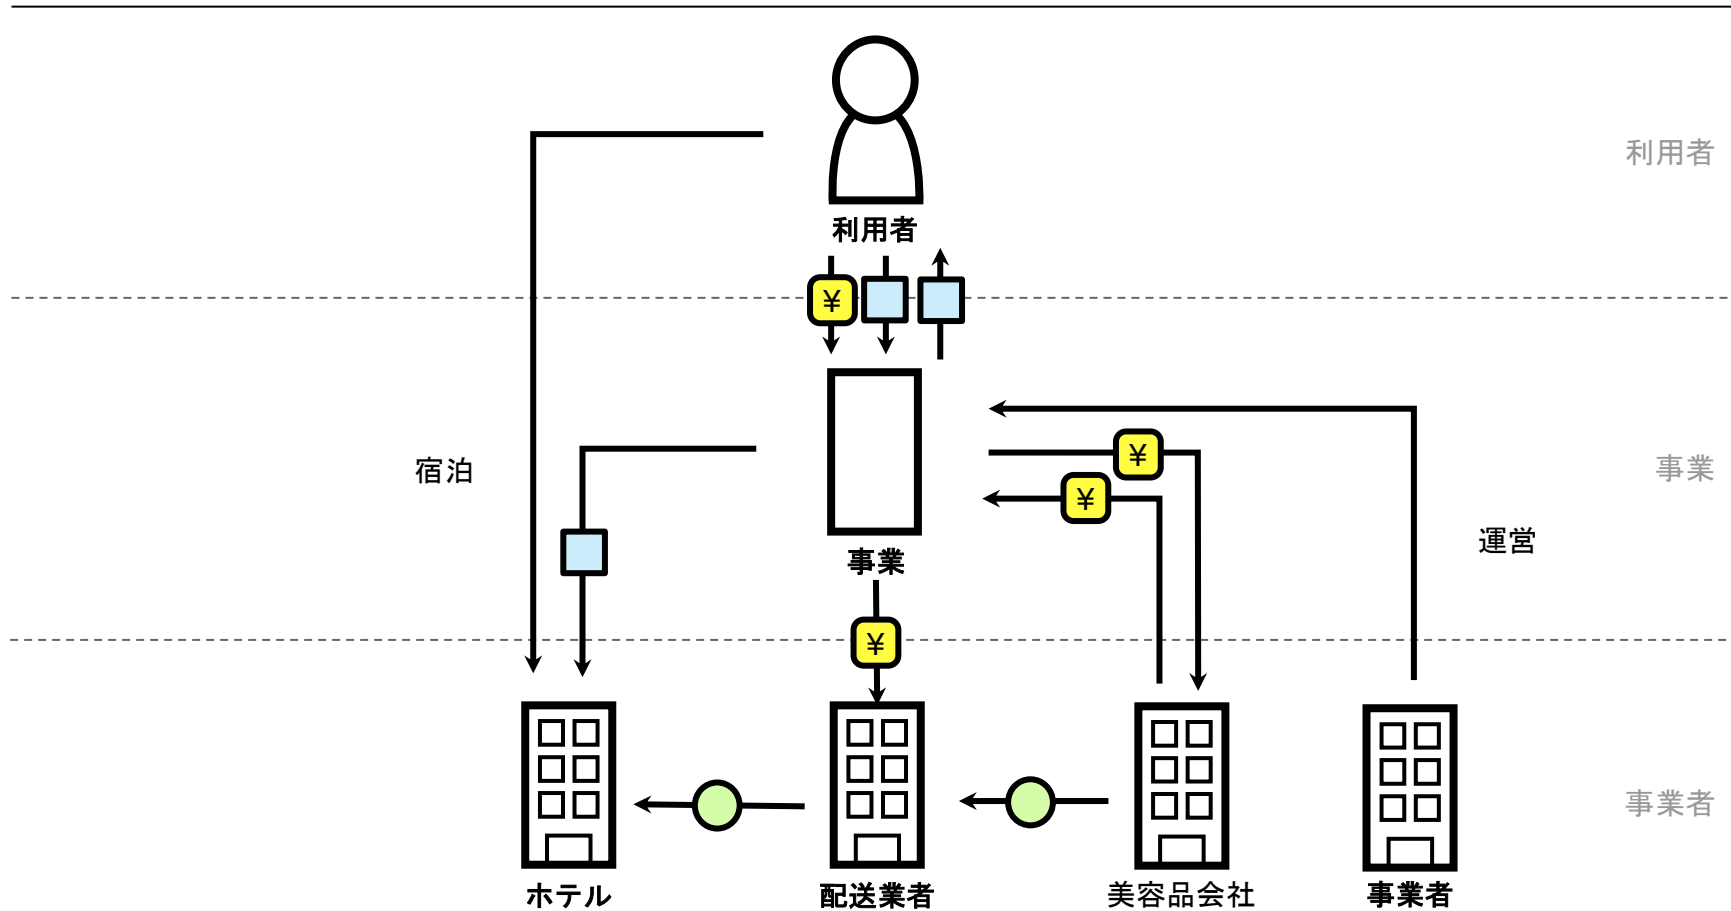 利用者
利用者
¥
宿泊
事業
¥
¥
運営
事業
¥
事業者
ホテル
配送業者
美容品会社
事業者